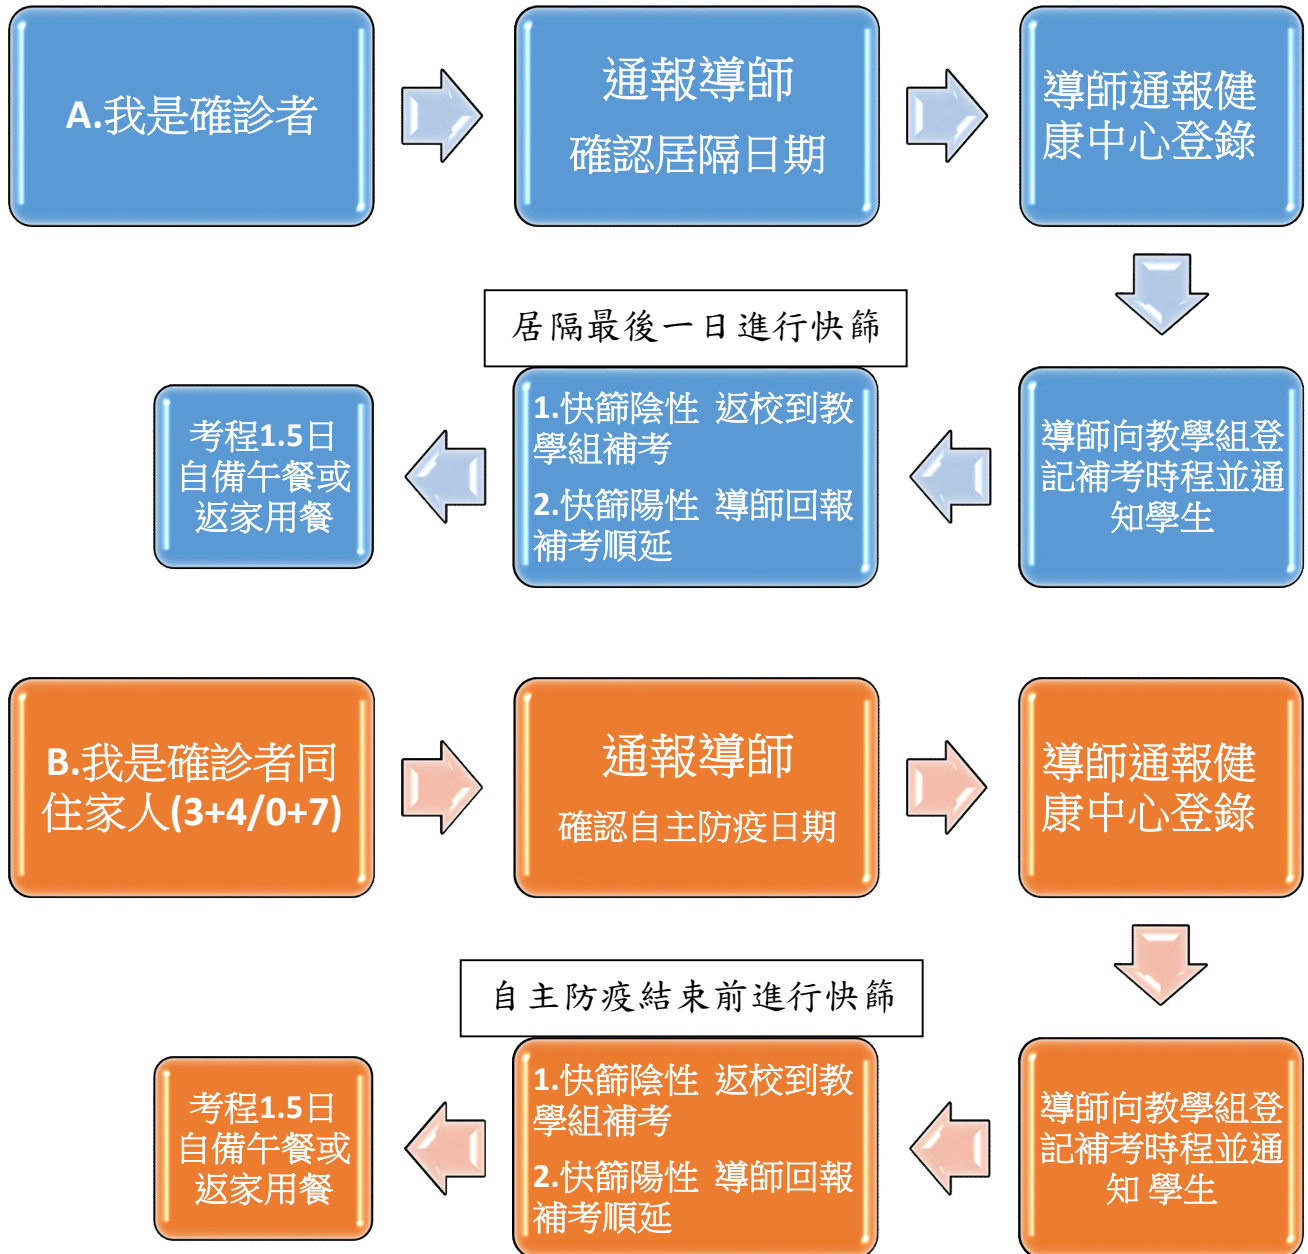 A.我是確診者
通報導師
確認居隔日期
導師通報健
康中心登錄
導師向教學組登
記補考時程並通
知學生
居隔最後一日進行快篩
1.快篩陰性 返校到教
學組補考
2.快篩陽性 導師回報
補考順延
考程1.5日
自備午餐或
返家用餐
B.我是確診者同
住家人(3+4/0+7)
通報導師
確認自主防疫日期
導師通報健
康中心登錄
導師向教學組登
記補考時程並通
知 學生
自主防疫結束前進行快篩
1.快篩陰性 返校到教
學組補考
2.快篩陽性 導師回報
補考順延
考程1.5日
自備午餐或
返家用餐